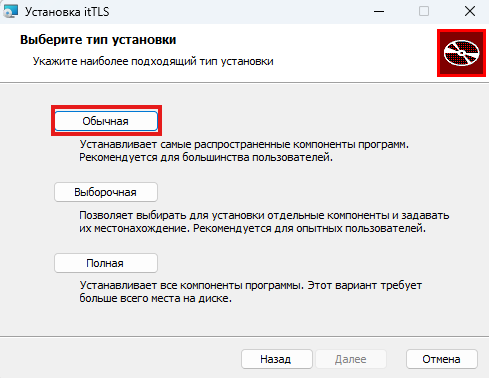 Установка itTLS
Выберите тип установки
Укажите наиболее подходящий тип установки
Обычная
Устанавливает самые распространенные компоненты программ.
Рекомендуется для большинства пользователей.
Выборочная
Позволяет выбирать для установки отдельные компоненты и задавать
их местонахождение. Рекомендуется для опытных пользователей.
Полная
Устанавливает все компоненты программы. Этот вариант требует
больше всего места на диске.
Назад
Далее
Отмена